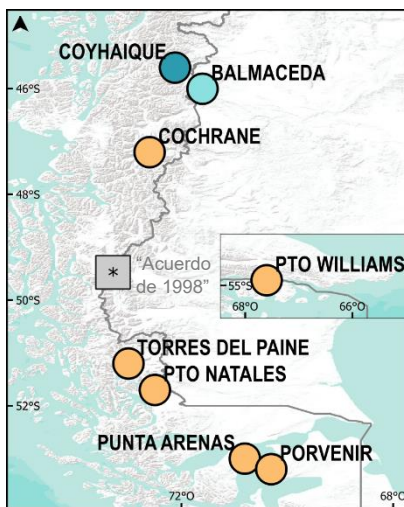 COYHAIQUE
BALMACEDA
46°S
COCHRANE
48°S
"Acuerdo
de 1998"
*
PTO WILLIAMS
55°S
68°O
66°O
50°S
TORRES DEL PAINE
PTO NATALES
52°S
PUNTA ARENAS
PORVENIR
72°O
68°O